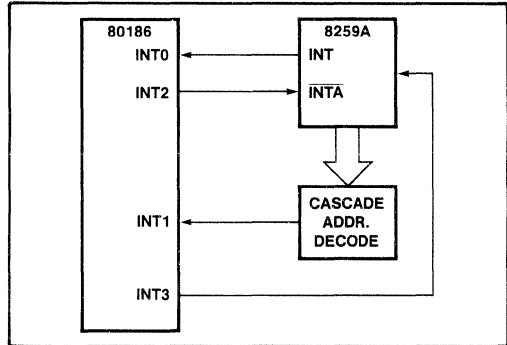 80186
8259A
INT0
INT
INT2
INTA
CASCADE
ADDR.
DECODE
INT1
INT3